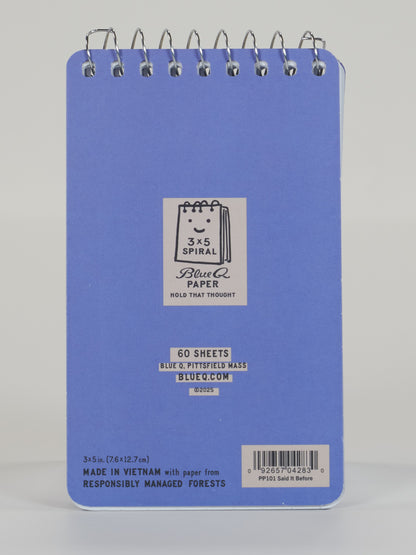 3×5
SPIRAL
Blue Q
PAPER
HOLD THAT THOUGHT
60 SHEETS
BLUE Q, PITTSFIELD MASS
BLUEQ.COM
©2025
3×5 in. (7.6×12.7cm)
MADE IN VIETNAM with paper from
RESPONSIBLY MANAGED FORESTS
0 92657 04283 0
PP101 Said It Before